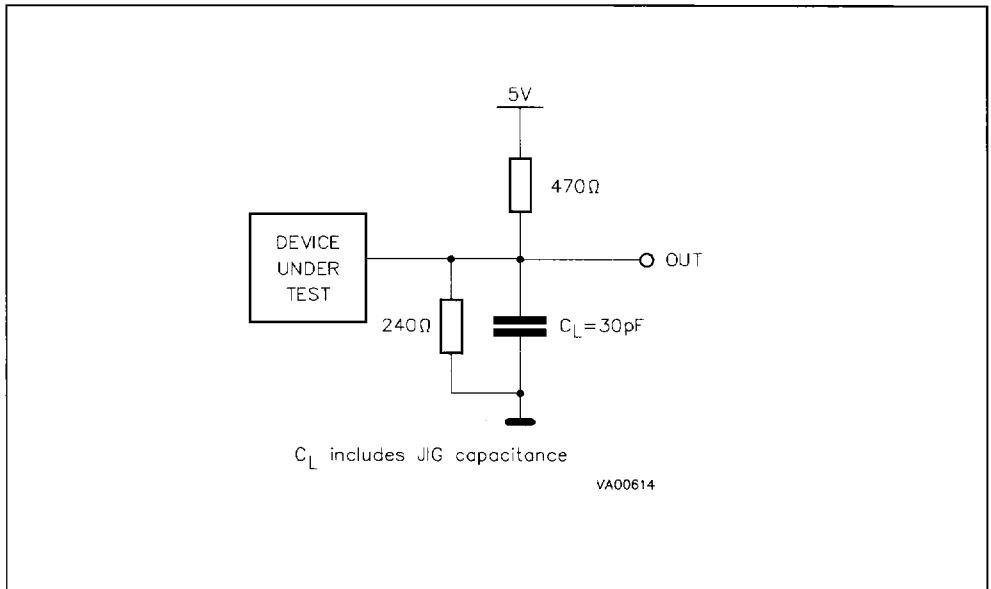 5V
470Ω
DEVICE
UNDER
TEST
OUT
240Ω
CL=30pF
CL includes JIG capacitance
VA00614